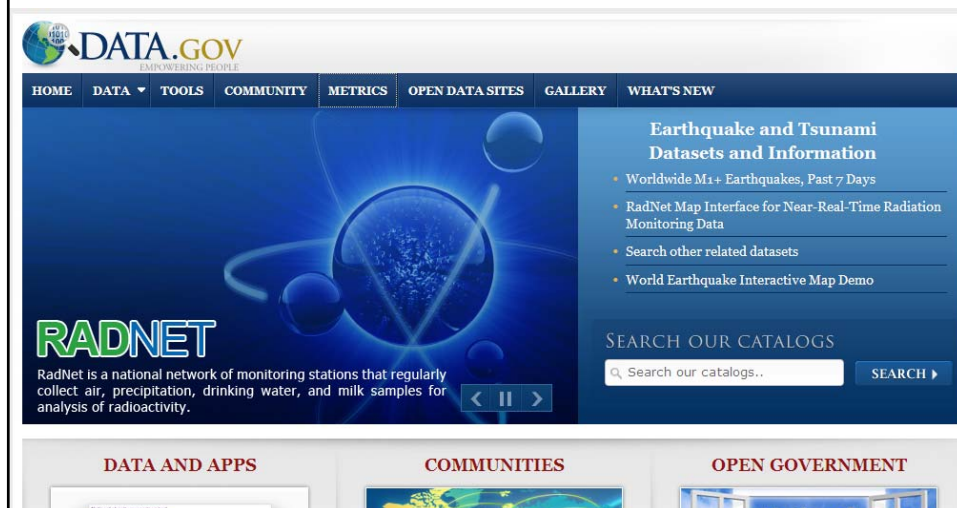 DATA.GOV
EMPOWERING PEOPLE
HOME DATA TOOLS COMMUNITY METRICS OPEN DATA SITES GALLERY WHAT'S NEW
RADNET
RadNet is a national network of monitoring stations that regularly
collect air, precipitation, drinking water, and milk samples for
analysis of radioactivity.
Earthquake and Tsunami
Datasets and Information
• Worldwide M1+ Earthquakes, Past 7 Days
• RadNet Map Interface for Near-Real-Time Radiation
Monitoring Data
• Search other related datasets
• World Earthquake Interactive Map Demo
SEARCH OUR CATALOGS
Search our catalogs.. SEARCH
DATA AND APPS
COMMUNITIES
OPEN GOVERNMENT